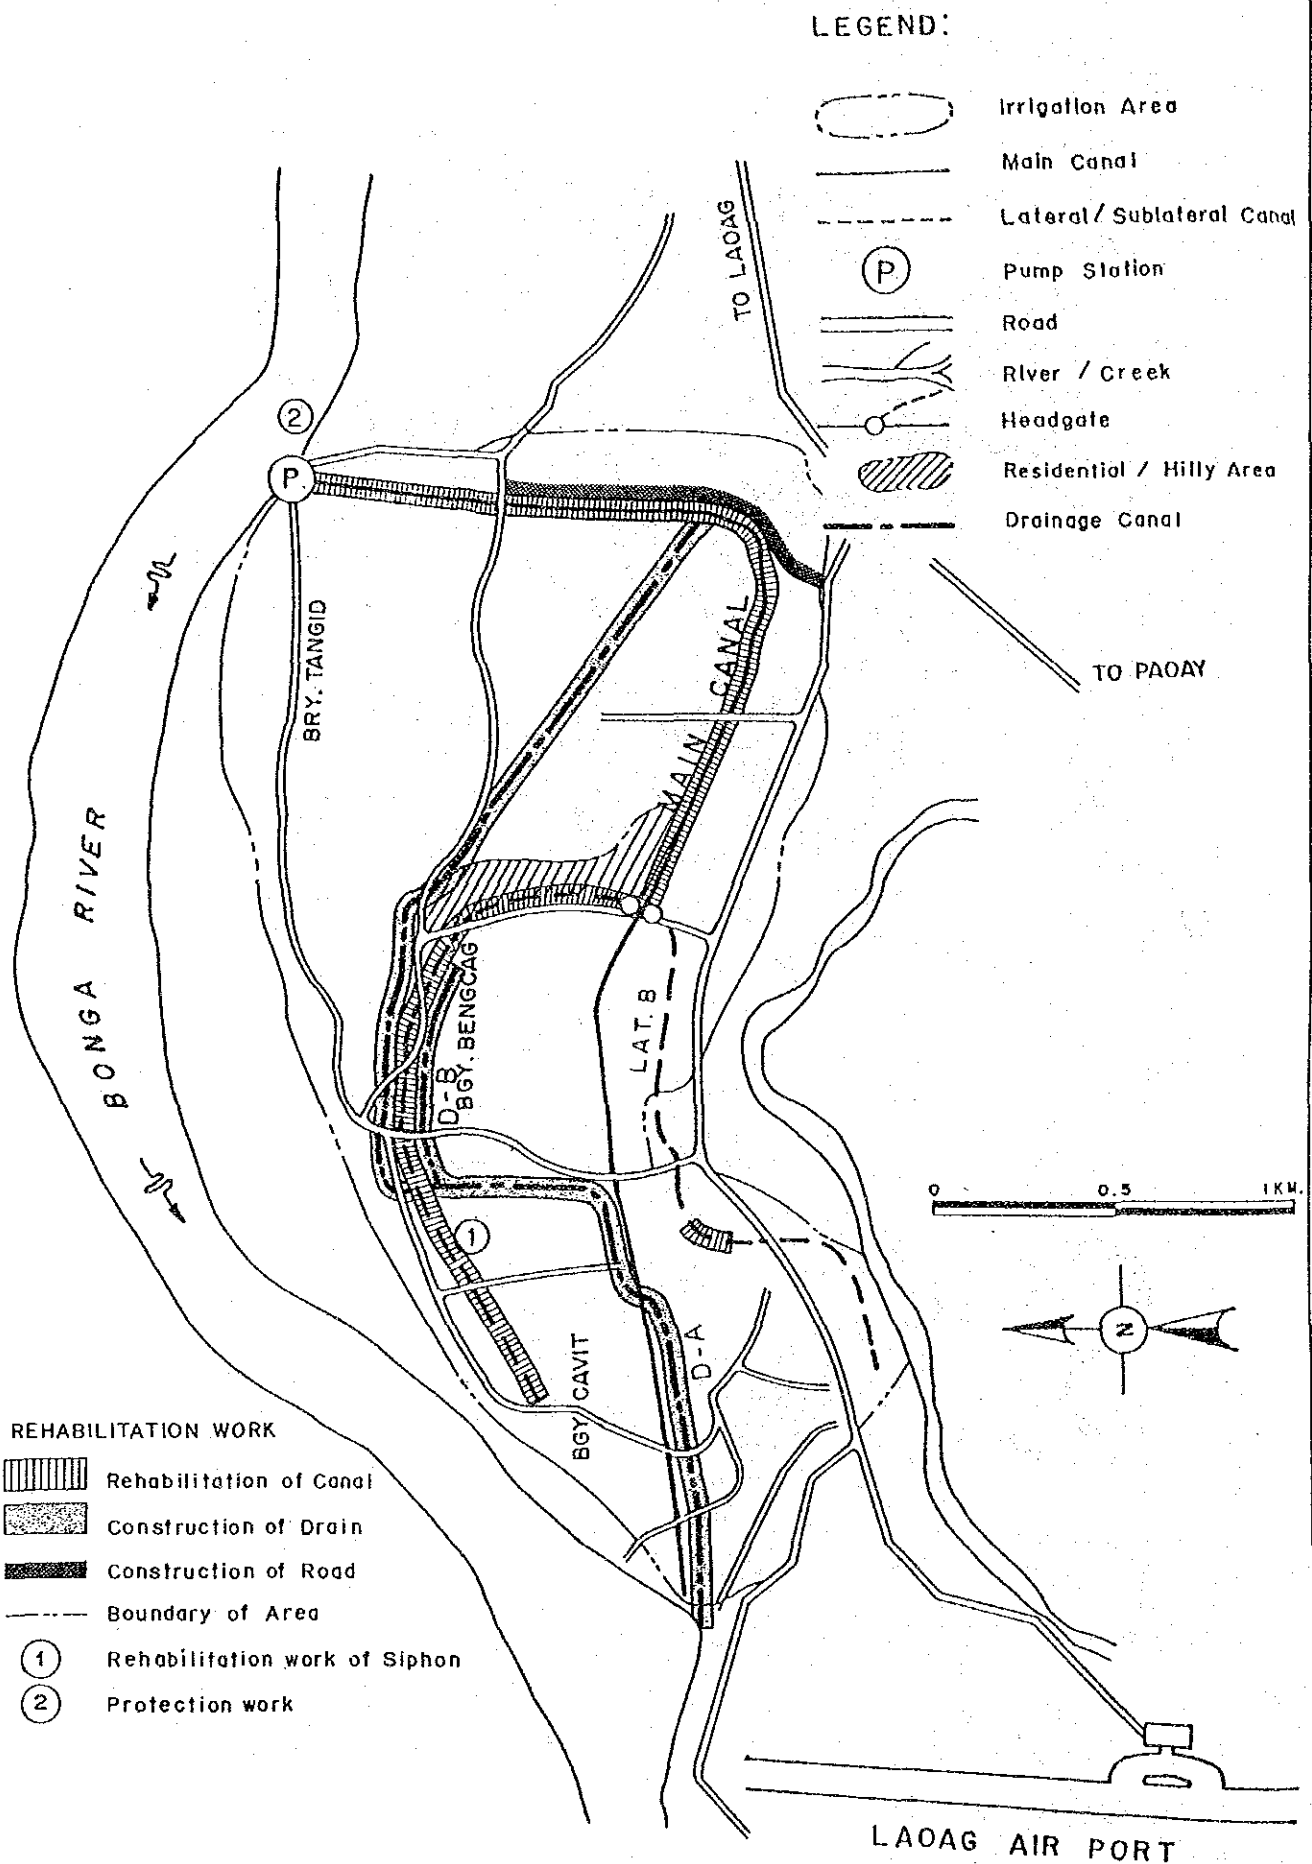 LEGEND:
Irrigation Area
Main Canal
Lateral / Sublateral Canal
P
Pump Station
Road
River / Creek
Headgate
Residential / Hilly Area
Drainage Canal
TO LAOAG
2
P.
BRY. TANGID
MAIN CANAL
TO PAOAY
BONGA RIVER
BGY. BENGCAG
D-B
LAT. B
0 0.5 1 KM.
1
N
D-A
BGY. CAVIT
REHABILITATION WORK
Rehabilitation of Canal
Construction of Drain
Construction of Road
Boundary of Area
1
Rehabilitation work of Siphon
2
Protection work
LAOAG AIR PORT